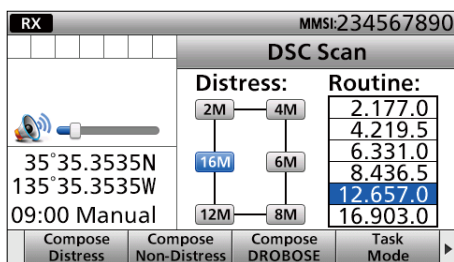 RX
MMSI:234567890
DSC Scan
Distress:
Routine:
2M
4M
16M
6M
12M
8M
2.177.0
4.219.5
6.331.0
8.436.5
12.657.0
16.903.0
35°35.3535N
135°35.3535W
09:00 Manual
Compose Distress
Compose Non-Distress
Compose DROBOSE
Task Mode